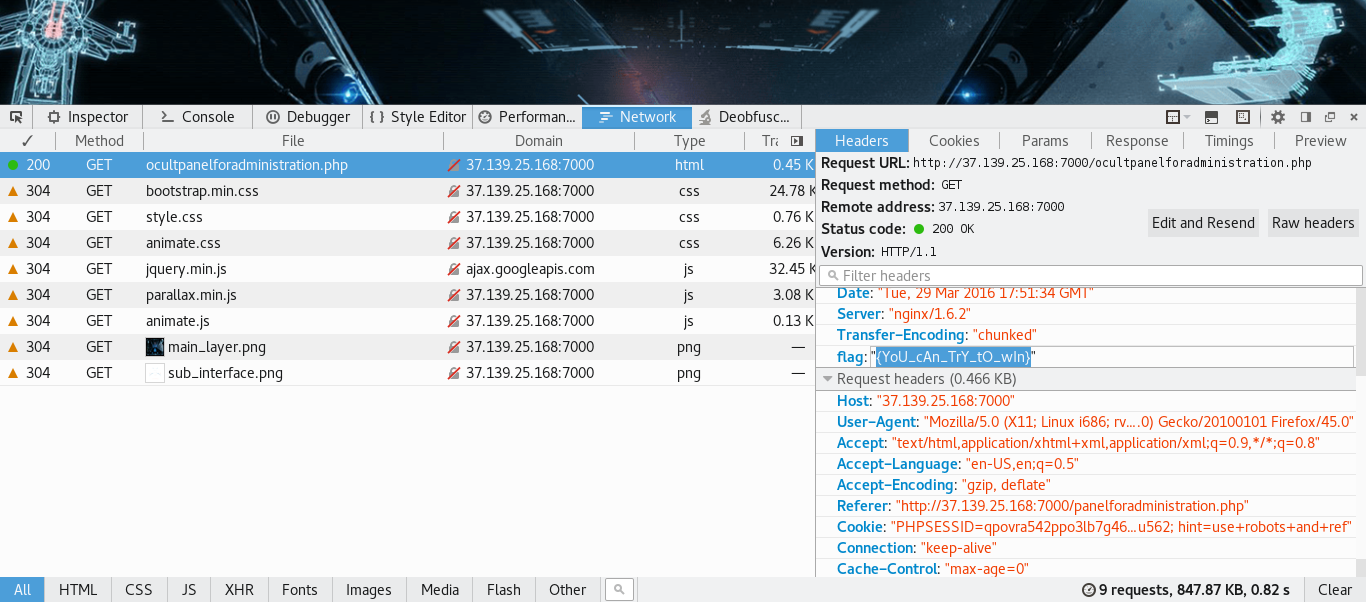 Inspector Console Debugger { } Style Editor Performan... Network Deobfusc...
✓ Method File Domain Type Tra
200 GET ocultpanelforadministration.php 37.139.25.168:7000 html 0.45 K
304 GET bootstrap.min.css 37.139.25.168:7000 css 24.78 K
304 GET style.css 37.139.25.168:7000 css 0.76 K
304 GET animate.css 37.139.25.168:7000 css 6.26 K
304 GET jquery.min.js ajax.googleapis.com js 32.45 K
304 GET parallax.min.js 37.139.25.168:7000 js 3.08 K
304 GET animate.js 37.139.25.168:7000 js 0.13 K
304 GET main_layer.png 37.139.25.168:7000 png —
304 GET sub_interface.png 37.139.25.168:7000 png —
Headers Cookies Params Response Timings Preview
Request URL: http://37.139.25.168:7000/ocultpanelforadministration.php
Request method: GET
Remote address: 37.139.25.168:7000
Status code: 200 OK
Edit and Resend Raw headers
Version: HTTP/1.1
Filter headers
Date: "Tue, 29 Mar 2016 17:51:34 GMT"
Server: "nginx/1.6.2"
Transfer-Encoding: "chunked"
flag: "{YoU_cAn_TrY_tO_wIn}"
Request headers (0.466 KB)
Host: "37.139.25.168:7000"
User-Agent: "Mozilla/5.0 (X11; Linux i686; rv....0) Gecko/20100101 Firefox/45.0"
Accept: "text/html,application/xhtml+xml,application/xml;q=0.9,*/*;q=0.8"
Accept-Language: "en-US,en;q=0.5"
Accept-Encoding: "gzip, deflate"
Referer: "http://37.139.25.168:7000/panelforadministration.php"
Cookie: "PHPSESSID=qpovra542ppo3lb7g46...u562; hint=use+robots+and+ref"
Connection: "keep-alive"
Cache-Control: "max-age=0"
All HTML CSS JS XHR Fonts Images Media Flash Other 9 requests, 847.87 KB, 0.82 s Clear